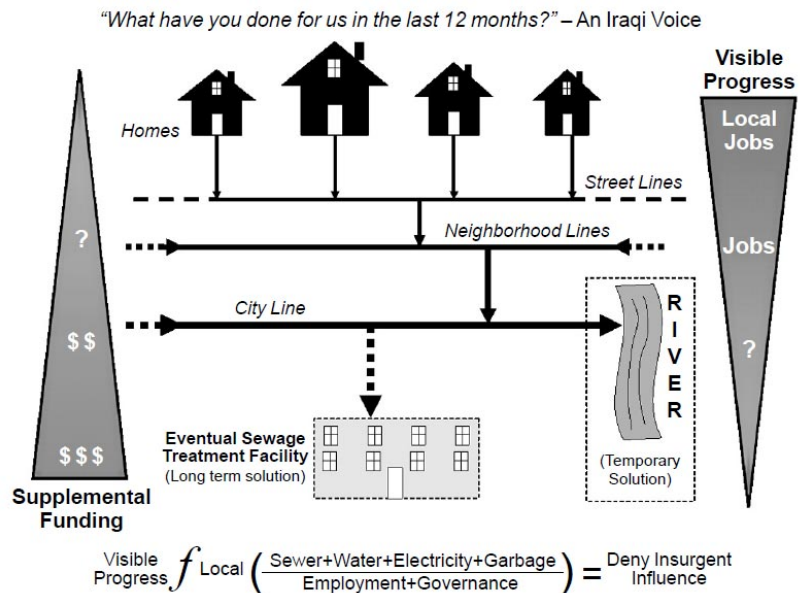 “What have you done for us in the last 12 months?” – An Iraqi Voice
Visible
Progress
Local
Jobs
Homes
Street Lines
?
Neighborhood Lines
Jobs
City Line
RIVER
$$
?
Eventual Sewage
Treatment Facility
(Long term solution)
(Temporary
Solution)
$$$
Supplemental
Funding
Visible
Progress
f Local ( Sewer+Water+Electricity+Garbage
Employment+Governance ) =
Deny Insurgent
Influence